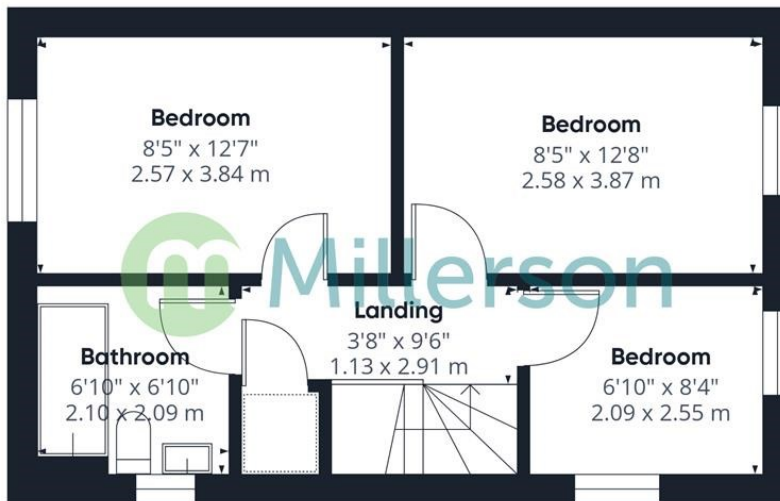 Bedroom
8'5" x 12'7"
2.57 x 3.84 m
Bedroom
8'5" x 12'8"
2.58 x 3.87 m
Millerson
Landing
3'8" x 9'6"
1.13 x 2.91 m
Bathroom
6'10" x 6'10"
2.10 x 2.09 m
Bedroom
6'10" x 8'4"
2.09 x 2.55 m